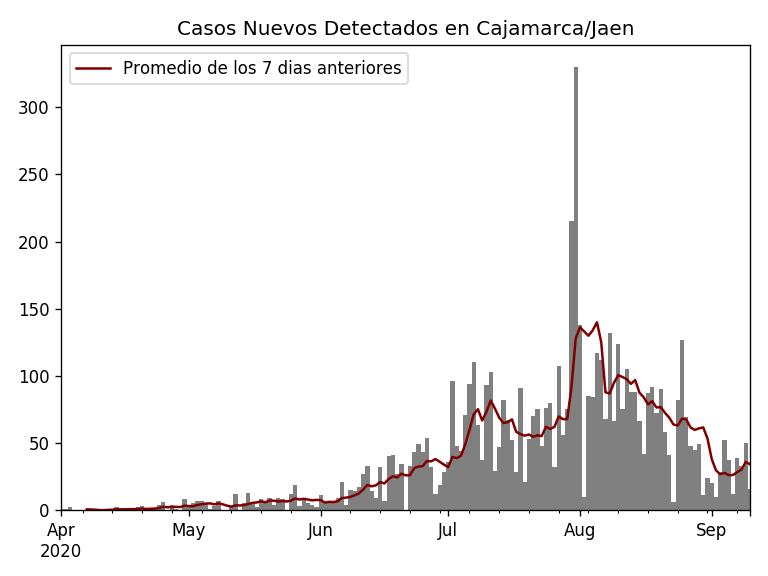 Casos Nuevos Detectados en Cajamarca/Jaen
Promedio de los 7 dias anteriores
300
250
200
150
100
50
0
Apr May Jun Jul Aug Sep
2020